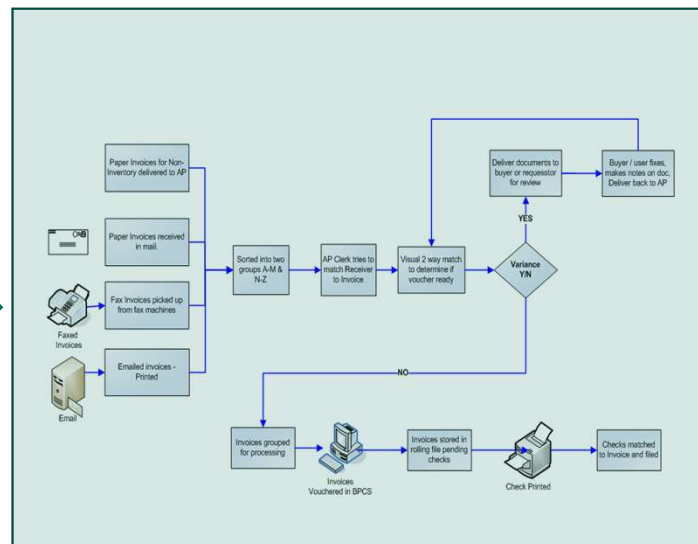 Paper Invoices for Non-
Inventory delivered to AP
Paper Invoices received
in mail.
Fax Invoices picked up
from fax machines
Faxed
Invoices
Emailed invoices -
Printed
Email
Sorted into two
groups A-M &
N-Z
AP Clerk tries to
match Receiver to
Invoice
Visual 2 way match
to determine if
voucher ready
Variance
Y/N
YES
Deliver documents to
buyer or requestor
for review
Buyer / user fixes,
makes notes on doc,
Deliver back to AP
NO
Invoices grouped
for processing
Invoices
Vouchered in BPCS
Invoices stored in
rolling file pending
checks
Check Printed
Checks matched
to Invoice and filed